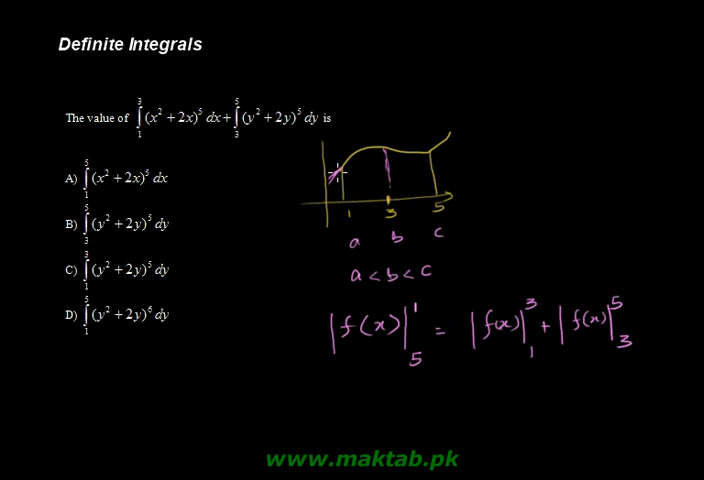 Definite Integrals
The value of ∫₁³(x² + 2x)⁵ dx + ∫₃⁵(y² + 2y)⁵ dy is
A) ∫₁⁵(x² + 2x)⁵ dx
B) ∫₃⁵(y² + 2y)⁵ dy
C) ∫₁³(y² + 2y)⁵ dy
D) ∫₁⁵(y² + 2y)⁶ dy
1 3 5
a b c
a < b < c
|f(x)|₅¹ = |f(x)|₁³ + |f(x)|₃⁵
www.maktab.pk